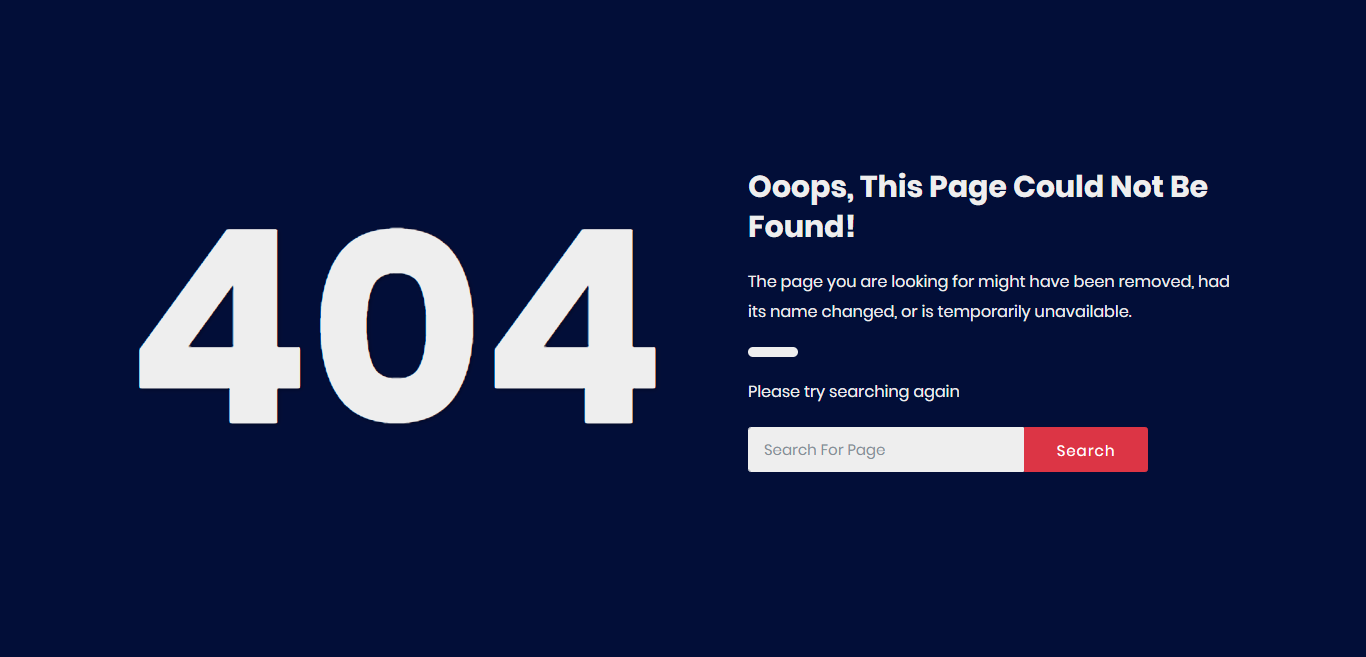 404
Ooops, This Page Could Not Be
Found!
The page you are looking for might have been removed, had
its name changed, or is temporarily unavailable.
Please try searching again
Search For Page
Search